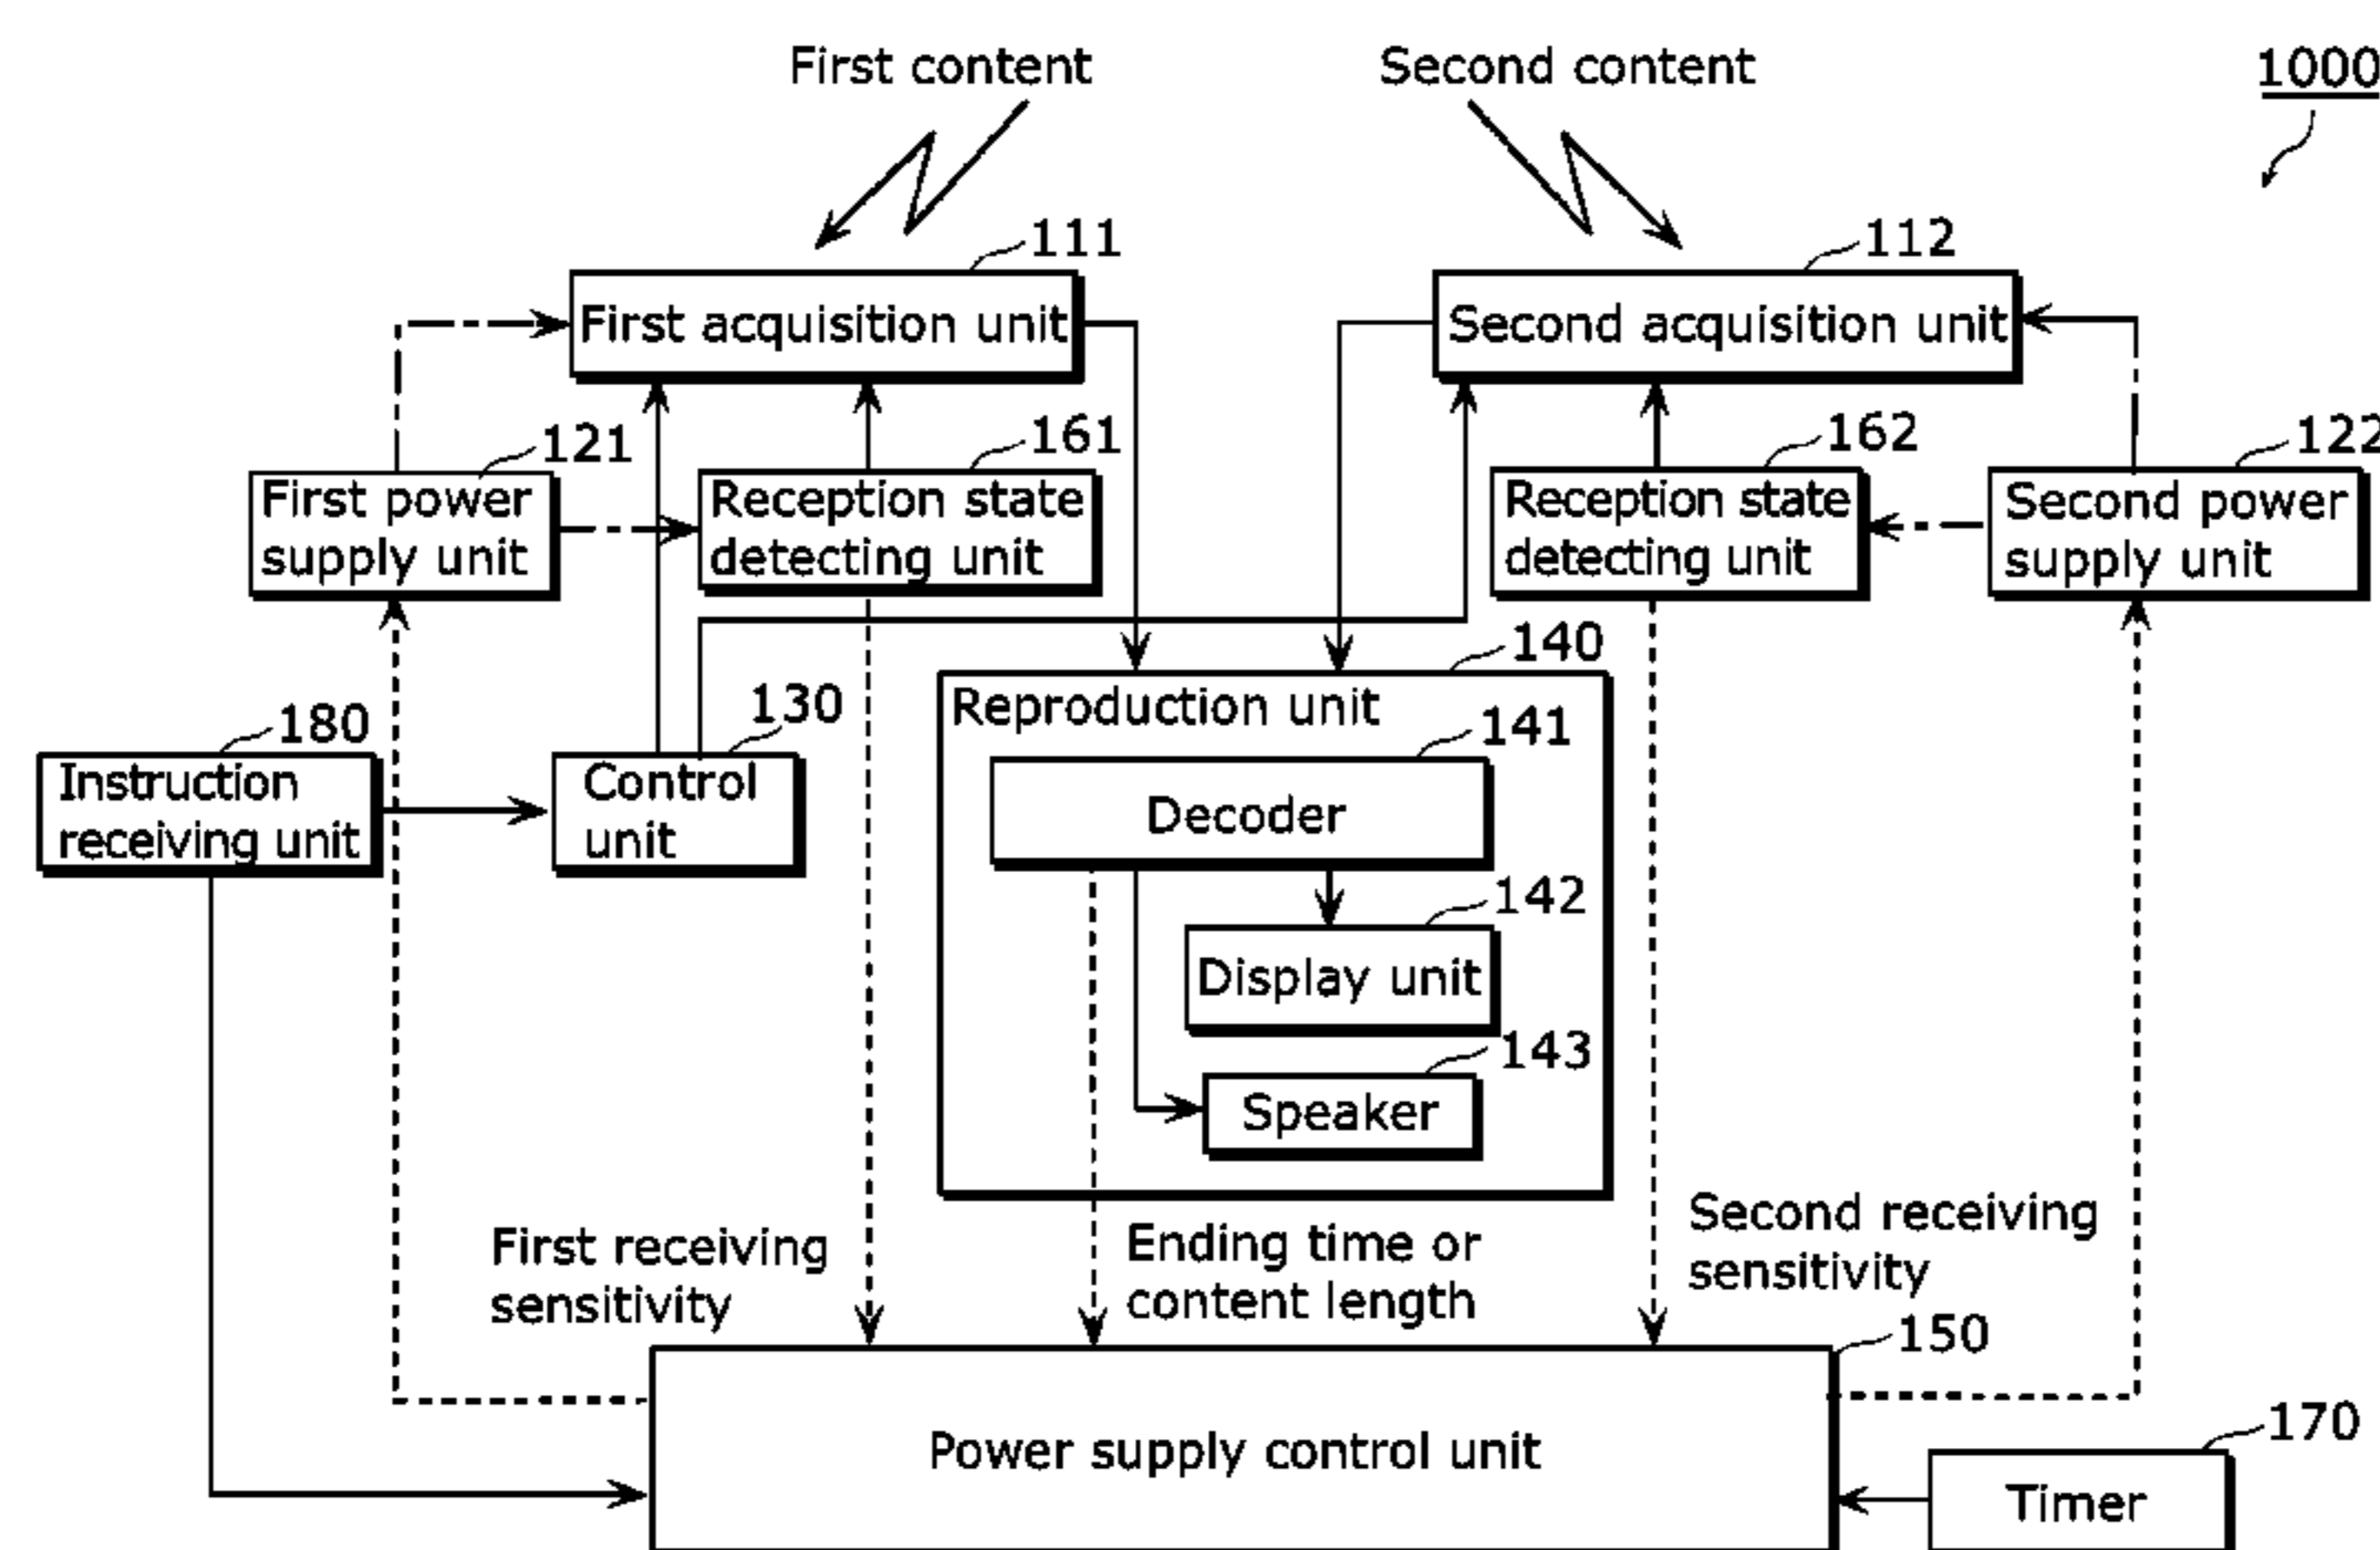 First content
Second content
1000
111
112
First acquisition unit
Second acquisition unit
121
161
162
122
First power
supply unit
Reception state
detecting unit
Reception state
detecting unit
Second power
supply unit
140
Reproduction unit
180
130
141
Instruction
receiving unit
Control
unit
Decoder
142
Display unit
143
Speaker
First receiving
sensitivity
Ending time or
content length
Second receiving
sensitivity
150
Power supply control unit
170
Timer